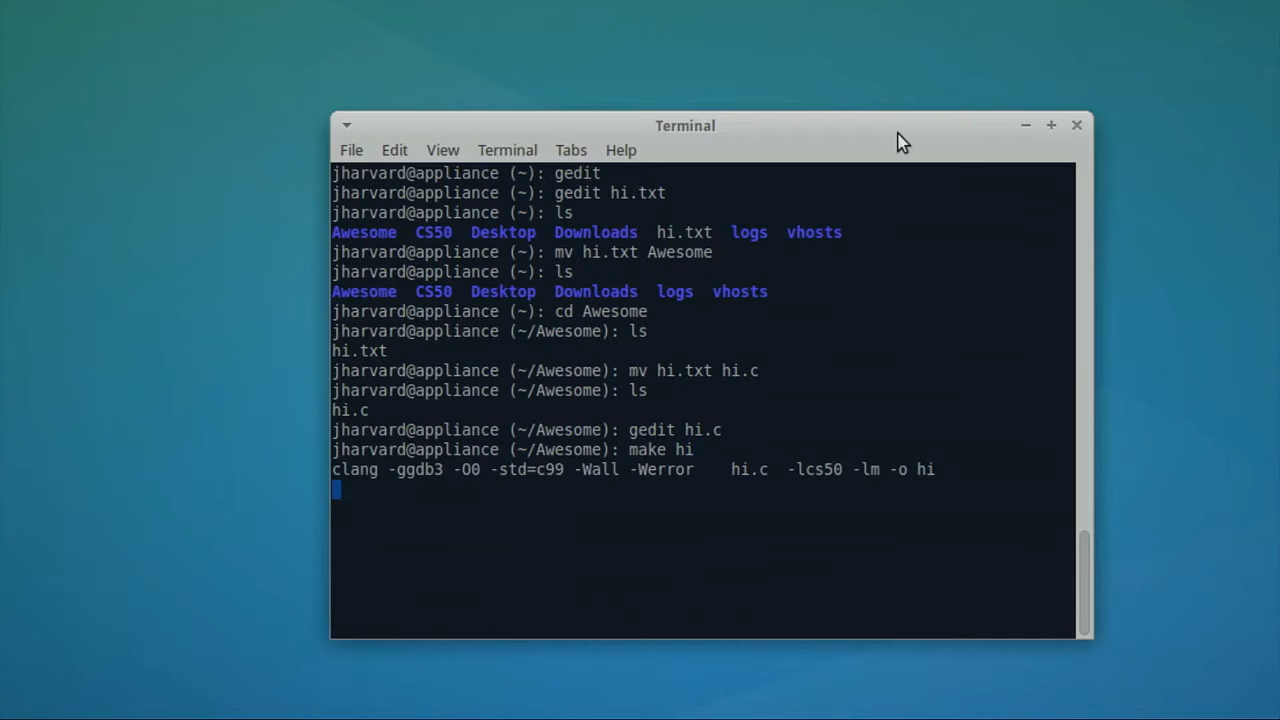 Terminal
File Edit View Terminal Tabs Help
jharvard@appliance (~): gedit
jharvard@appliance (~): gedit hi.txt
jharvard@appliance (~): ls
Awesome  CS50  Desktop  Downloads  hi.txt  logs  vhosts
jharvard@appliance (~): mv hi.txt Awesome
jharvard@appliance (~): ls
Awesome  CS50  Desktop  Downloads  logs  vhosts
jharvard@appliance (~): cd Awesome
jharvard@appliance (~/Awesome): ls
hi.txt
jharvard@appliance (~/Awesome): mv hi.txt hi.c
jharvard@appliance (~/Awesome): ls
hi.c
jharvard@appliance (~/Awesome): gedit hi.c
jharvard@appliance (~/Awesome): make hi
clang -ggdb3 -O0 -std=c99 -Wall -Werror    hi.c  -lcs50 -lm -o hi